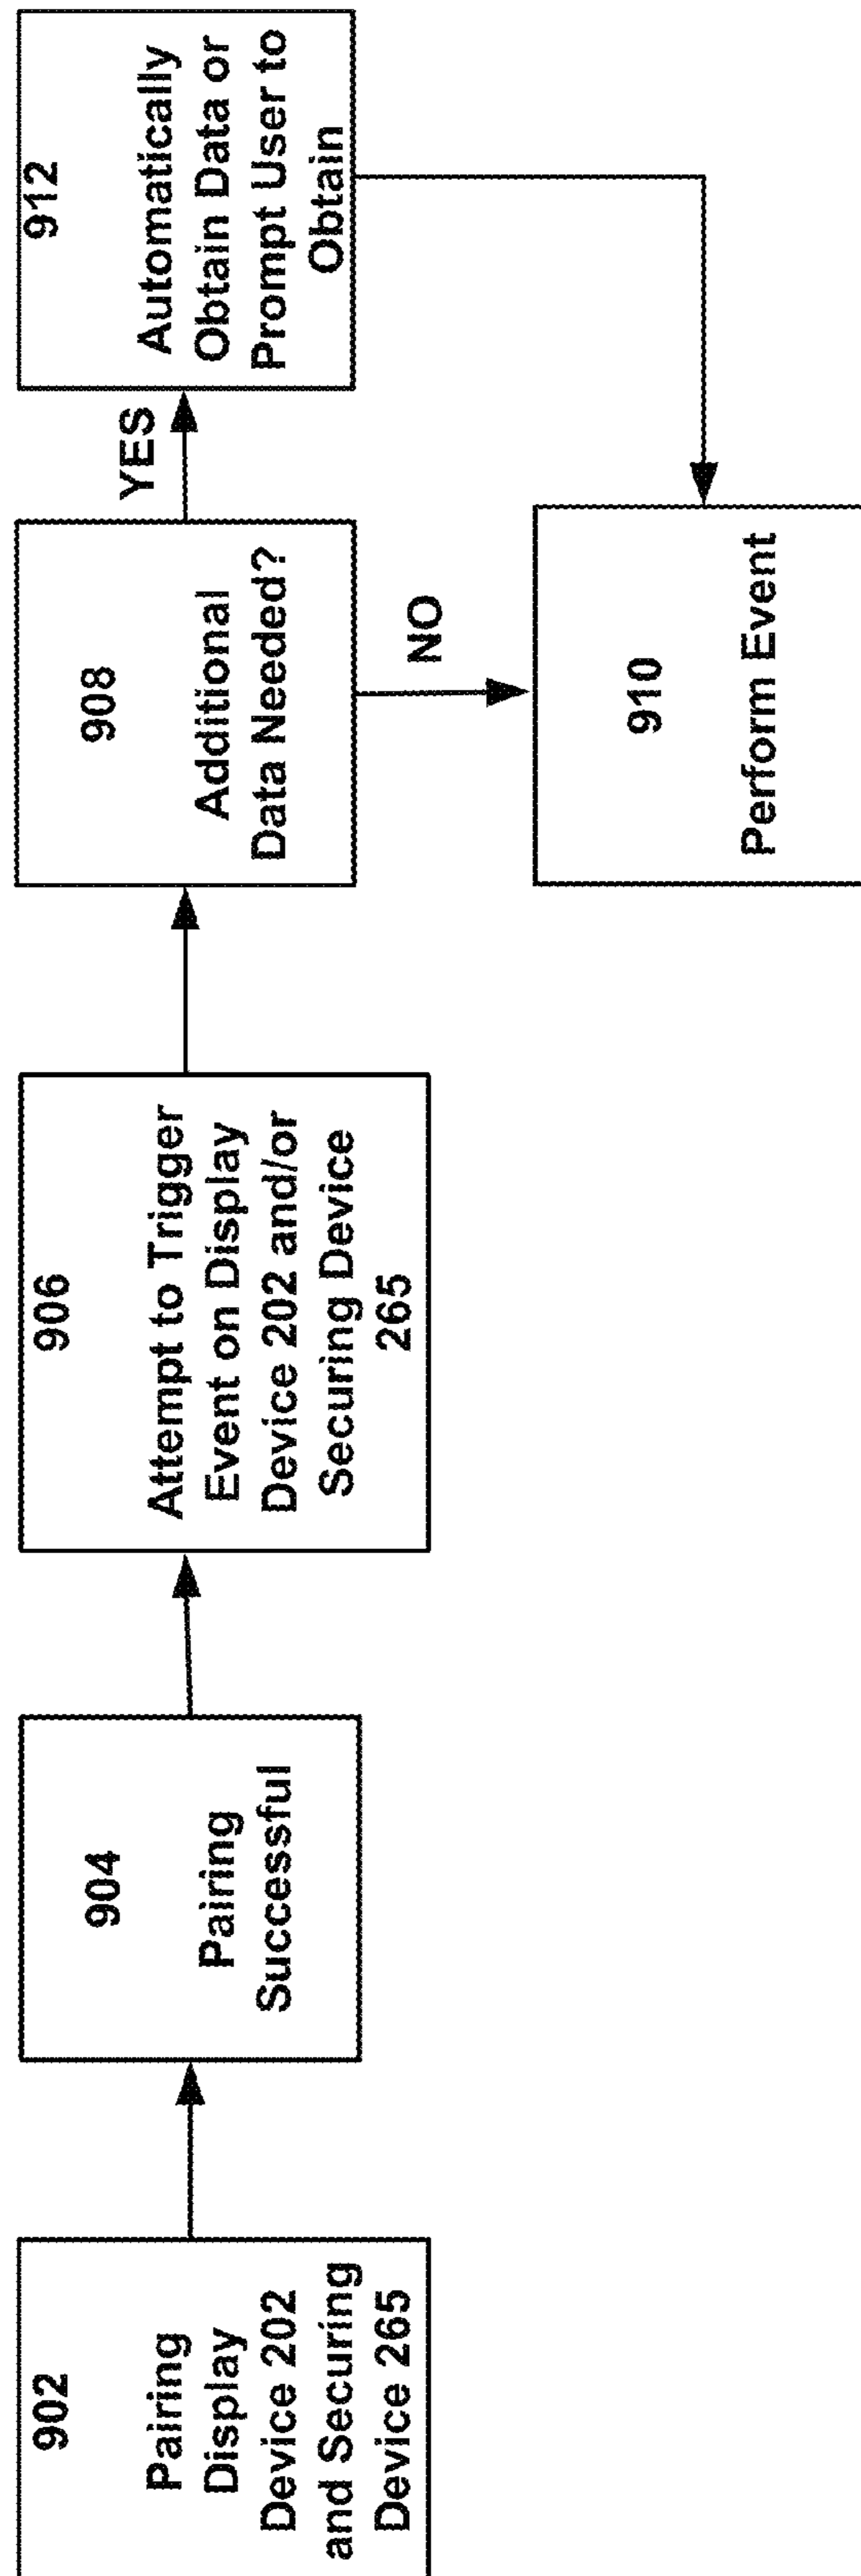 902
Pairing
Display
Device 202
and Securing
Device 265
904
Pairing
Successful
906
Attempt to Trigger
Event on Display
Device 202 and/or
Securing Device
265
908
Additional
Data Needed?
YES
912
Automatically
Obtain Data or
Prompt User to
Obtain
NO
910
Perform Event